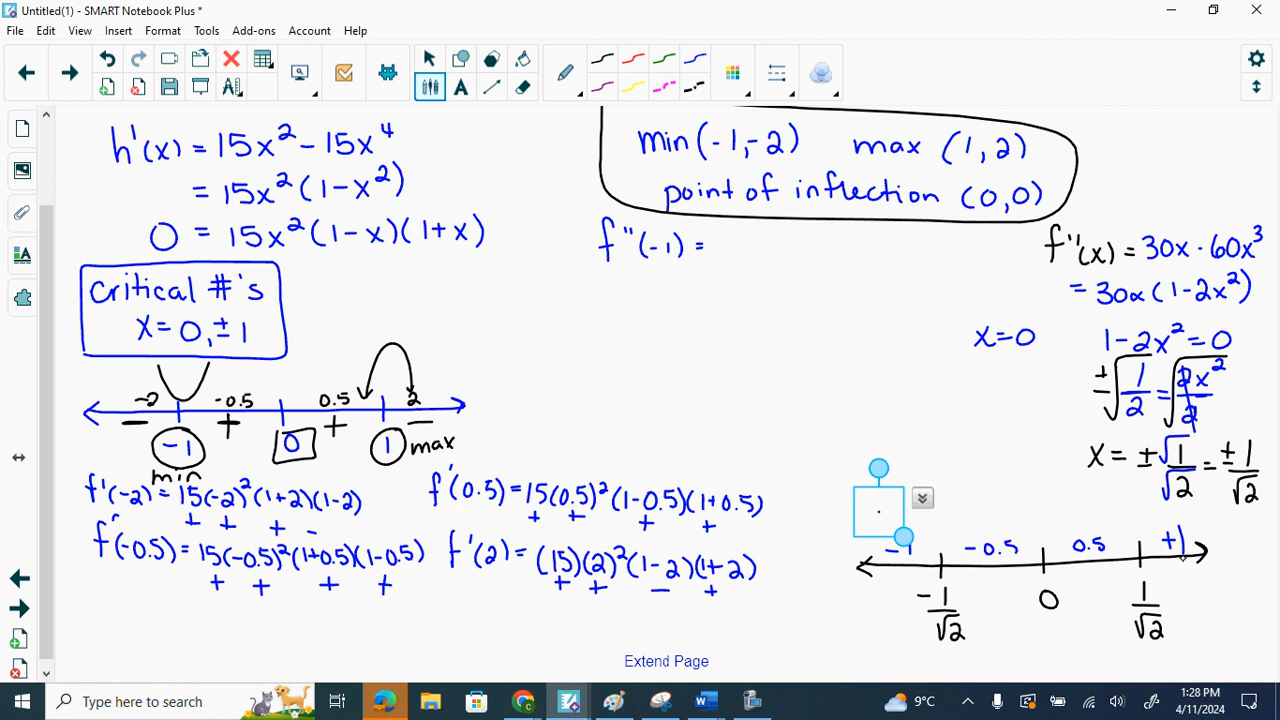 Untitled(1) - SMART Notebook Plus *
File Edit View Insert Format Tools Add-ons Account Help
h'(x) = 15x² - 15x⁴
= 15x²(1-x²)
0 = 15x²(1-x)(1+x)
Critical #'s
x=0,±1
min(-1,-2) max (1,2)
point of inflection (0,0)
f"(-1) =
f"(x) = 30x - 60x³
= 30x(1-2x²)
x=0 1-2x²=0
±√(1/2) = √(2x²/2)
x = ±√1/√2 = ±1/√2
-2 -0.5 0.5 2
- + + -
-1 0 1 max
min
f'(-2) = 15(-2)²(1+2)(1-2)
+ + + -
f'(-0.5) = 15(-0.5)²(1+0.5)(1-0.5)
+ + + +
f'(0.5) = 15(0.5)²(1-0.5)(1+0.5)
+ + + +
f'(2) = (15)(2)²(1-2)(1+2)
+ + - +
-1 -0.5 0.5 +1
-1/√2 0 1/√2
Extend Page
Type here to search
9°C
1:28 PM
4/11/2024